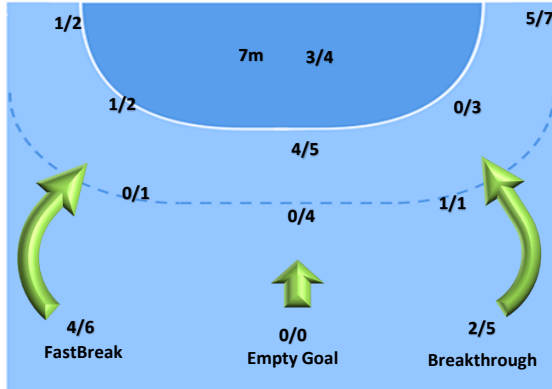 1/2
5/7
7m 3/4
1/2
0/3
4/5
0/1
1/1
0/4
4/6
0/0
2/5
FastBreak
Empty Goal
Breakthrough